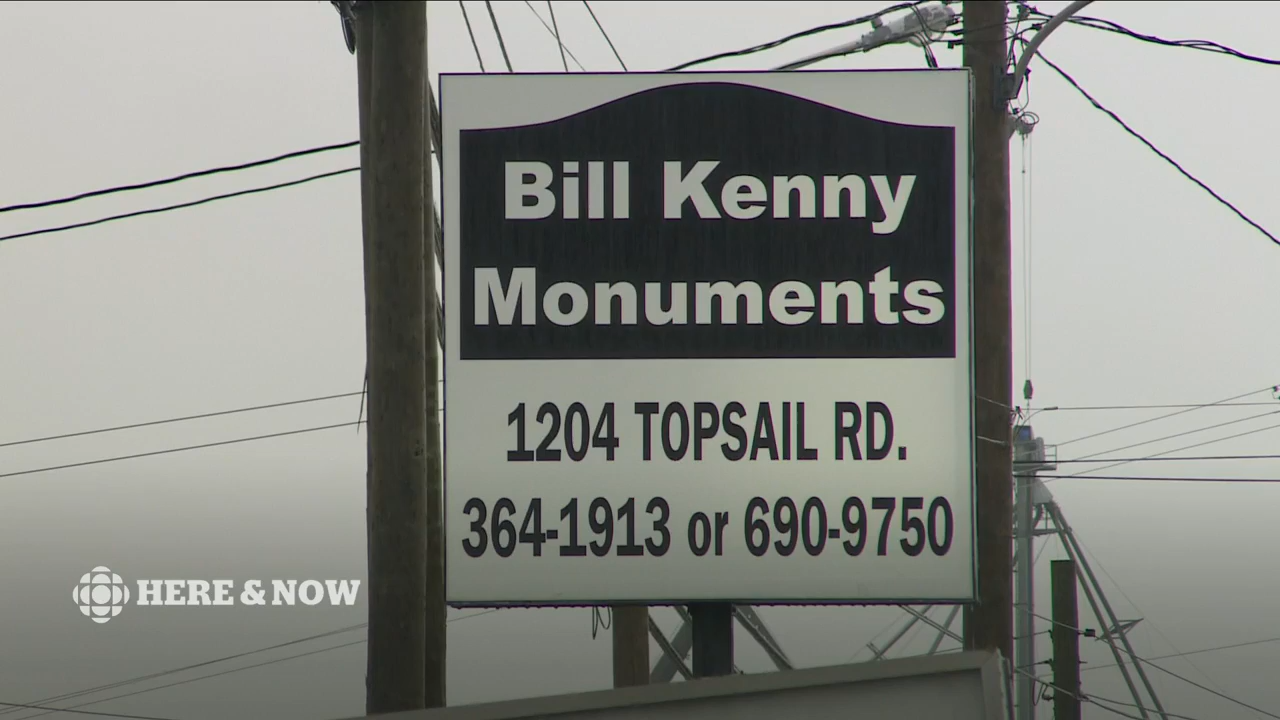 Bill Kenny
Monuments
1204 TOPSAIL RD.
364-1913 or 690-9750
HERE & NOW